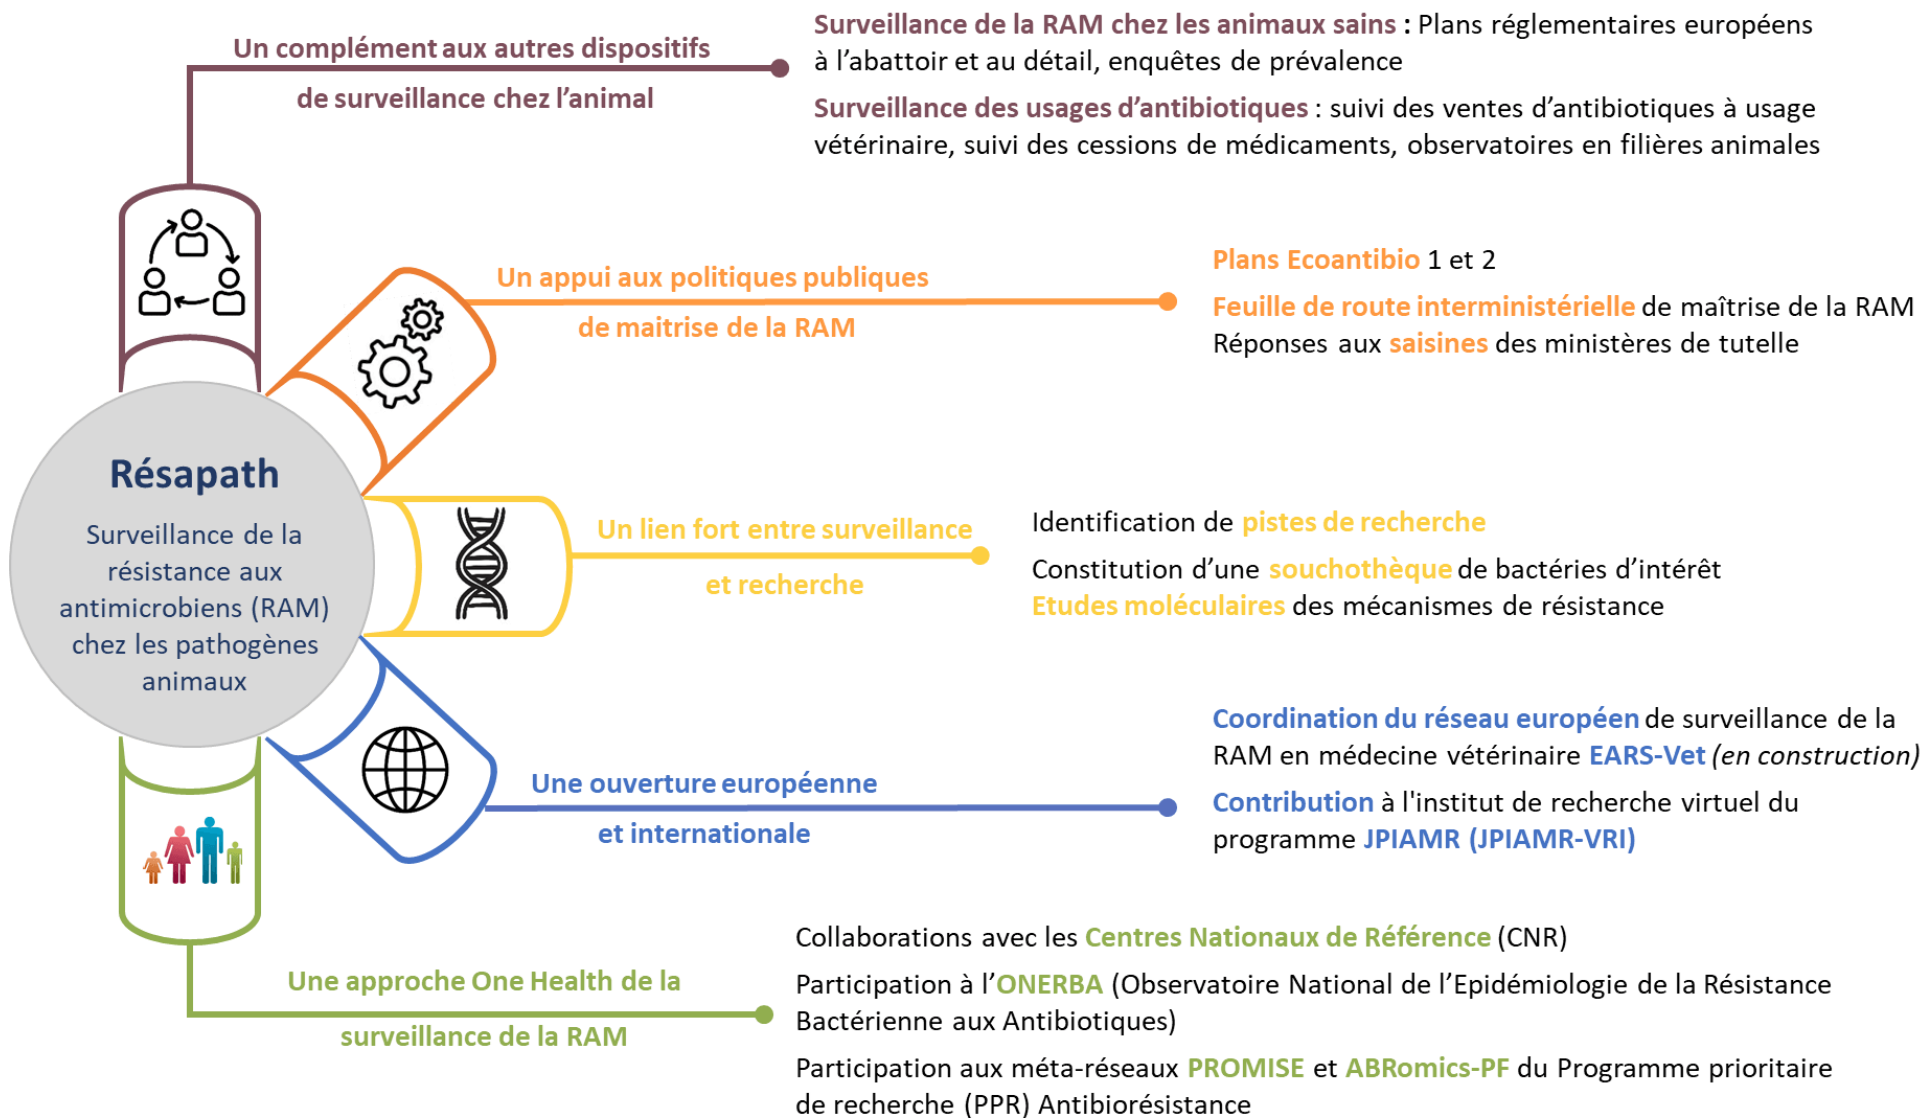 Un complément aux autres dispositifs
de surveillance chez l'animal
Surveillance de la RAM chez les animaux sains : Plans réglementaires européens
à l'abattoir et au détail, enquêtes de prévalence
Surveillance des usages d'antibiotiques : suivi des ventes d'antibiotiques à usage
vétérinaire, suivi des cessions de médicaments, observatoires en filières animales
Un appui aux politiques publiques
de maitrise de la RAM
Plans Ecoantibio 1 et 2
Feuille de route interministérielle de maîtrise de la RAM
Réponses aux saisines des ministères de tutelle
Résapath
Surveillance de la
résistance aux
antimicrobiens (RAM)
chez les pathogènes
animaux
Un lien fort entre surveillance
et recherche
Identification de pistes de recherche
Constitution d'une souchothèque de bactéries d'intérêt
Etudes moléculaires des mécanismes de résistance
Une ouverture européenne
et internationale
Coordination du réseau européen de surveillance de la
RAM en médecine vétérinaire EARS-Vet (en construction)
Contribution à l'institut de recherche virtuel du
programme JPIAMR (JPIAMR-VRI)
Une approche One Health de la
surveillance de la RAM
Collaborations avec les Centres Nationaux de Référence (CNR)
Participation à l'ONERBA (Observatoire National de l'Epidémiologie de la Résistance
Bactérienne aux Antibiotiques)
Participation aux méta-réseaux PROMISE et ABRomics-PF du Programme prioritaire
de recherche (PPR) Antibiorésistance